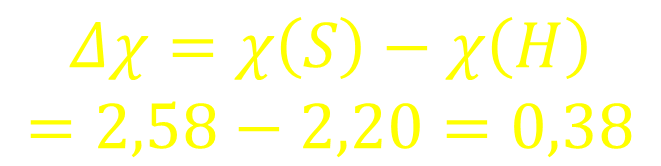 Δχ = χ(S) − χ(H)
= 2,58 − 2,20 = 0,38